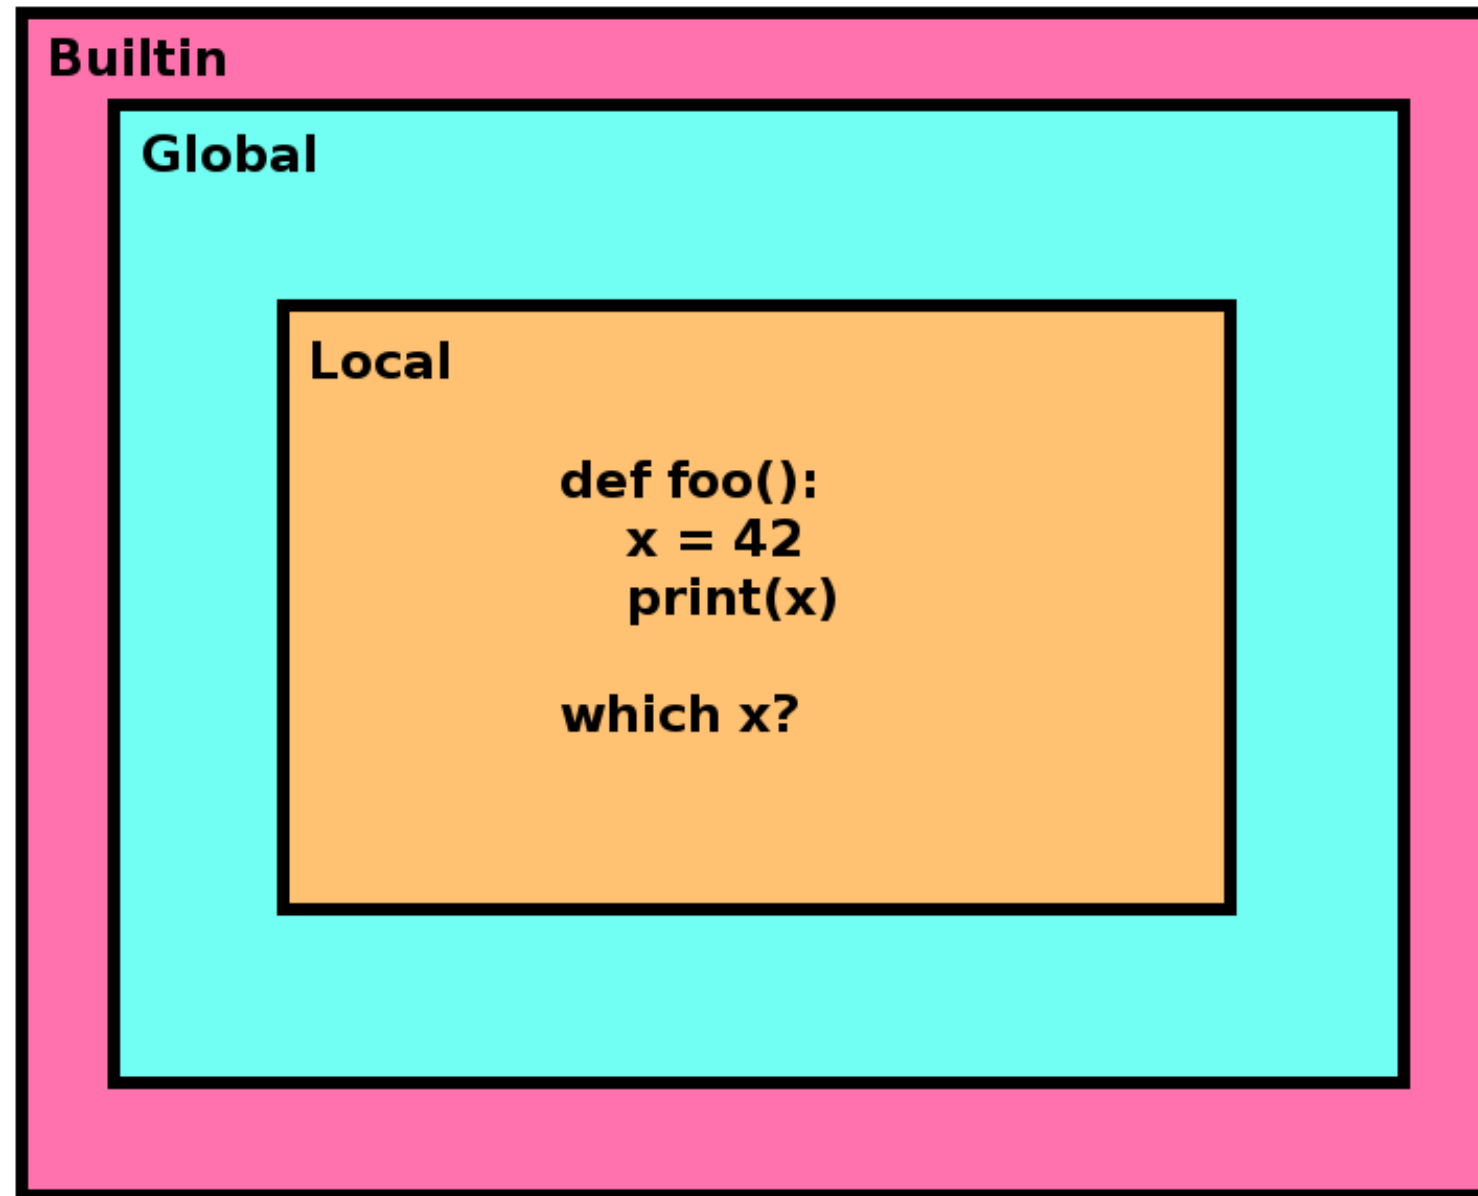 Builtin
Global
Local
def foo():
    x = 42
    print(x)
which x?